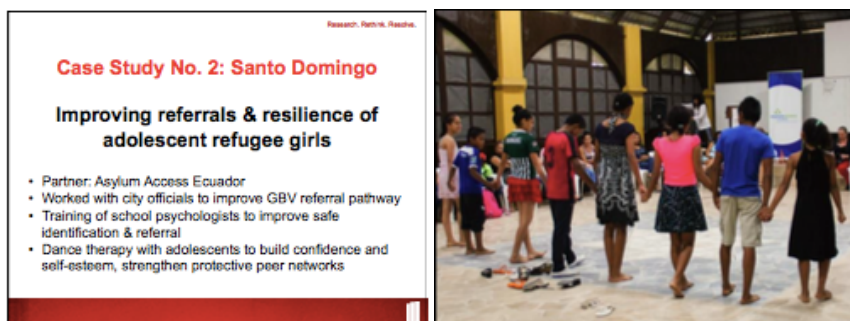 Research. Rethink. Resolve.
Case Study No. 2: Santo Domingo
Improving referrals & resilience of
adolescent refugee girls
• Partner: Asylum Access Ecuador
• Worked with city officials to improve GBV referral pathway
• Training of school psychologists to improve safe
identification & referral
• Dance therapy with adolescents to build confidence and
self-esteem, strengthen protective peer networks